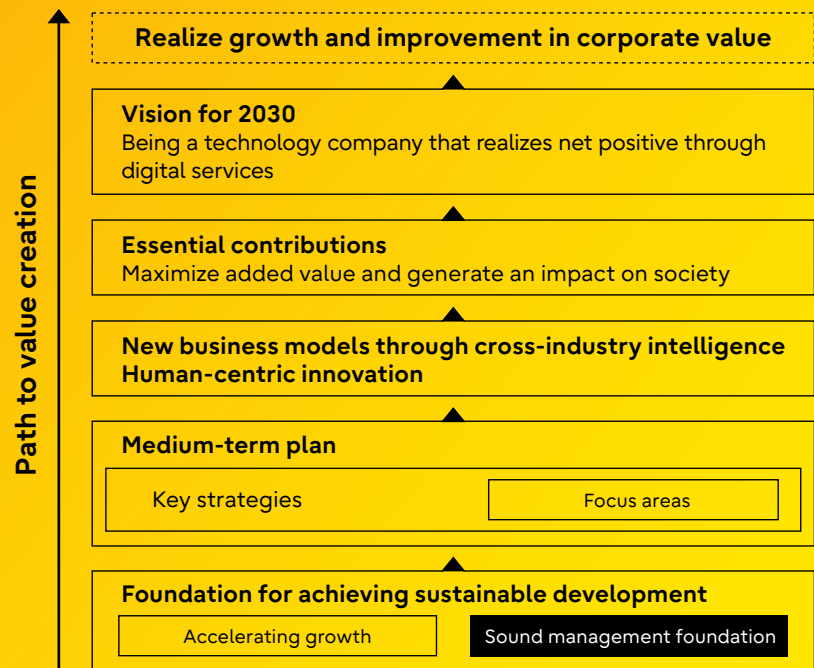 Realize growth and improvement in corporate value
Vision for 2030
Being a technology company that realizes net positive through
digital services
Essential contributions
Maximize added value and generate an impact on society
New business models through cross-industry intelligence
Human-centric innovation
Medium-term plan
Key strategies
Focus areas
Foundation for achieving sustainable development
Accelerating growth
Sound management foundation
Path to value creation